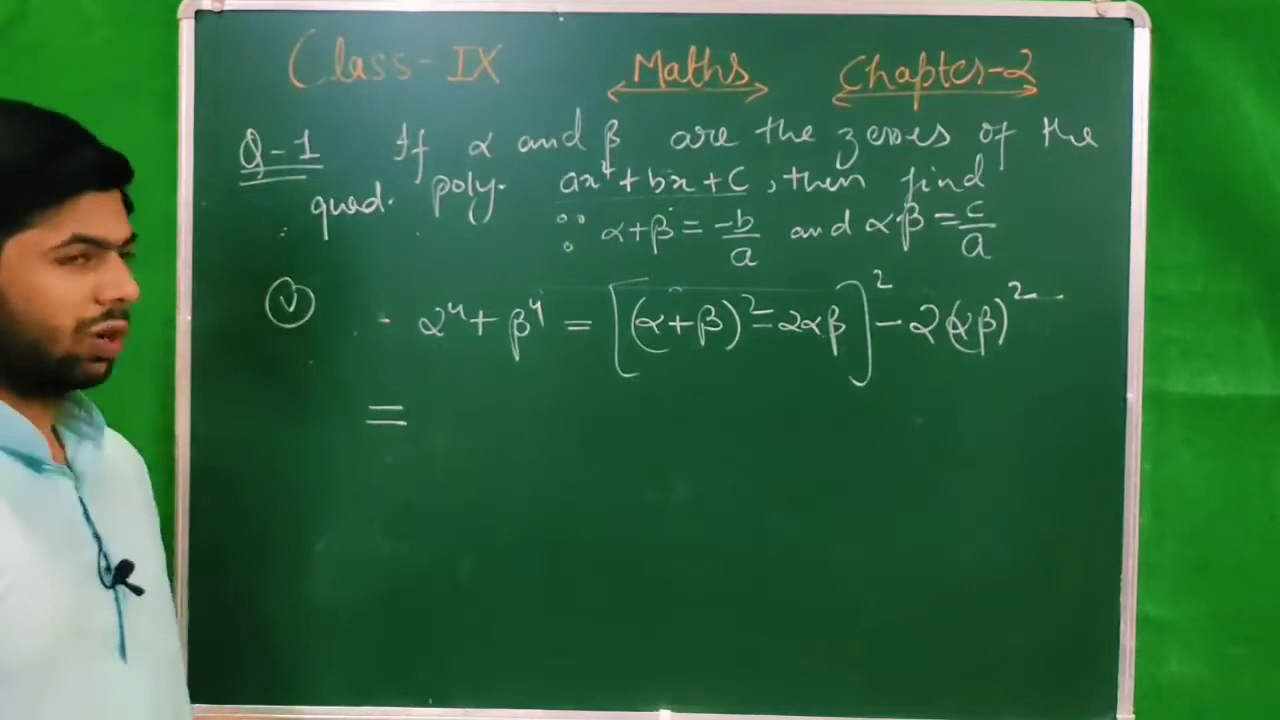 Class-IX Maths Chapter-2
Q-1 If α and β are the zeroes of the
quad. poly. ax²+bx+c, then find
∵ α+β = -b/a and αβ = c/a
(v) α⁴+β⁴ = [(α+β)²-2αβ]² - 2(αβ)²
=